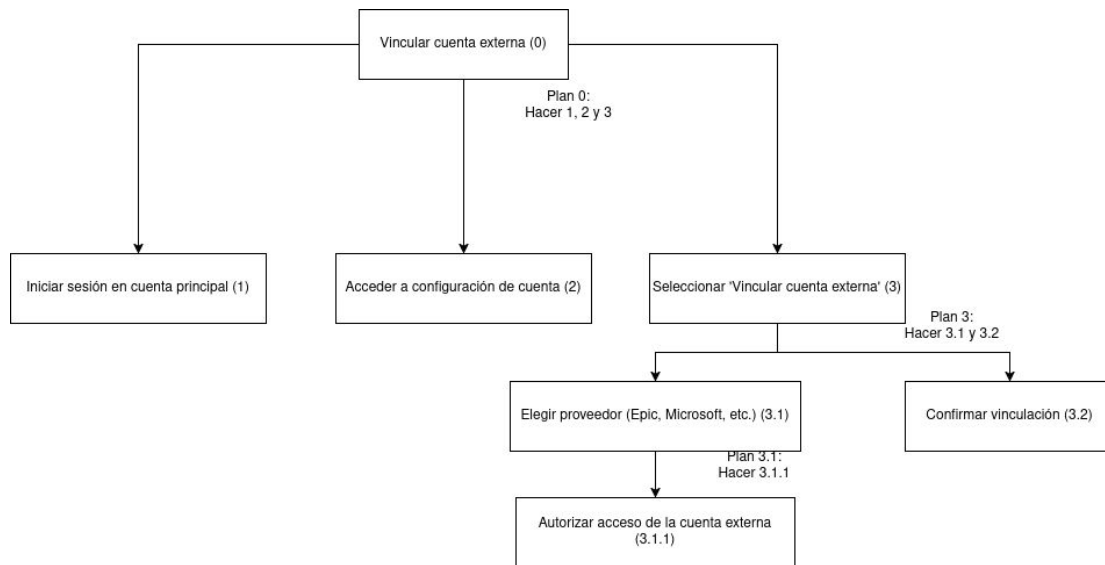 Vincular cuenta externa (0)
Plan 0:
Hacer 1, 2 y 3
Iniciar sesión en cuenta principal (1)
Acceder a configuración de cuenta (2)
Seleccionar 'Vincular cuenta externa' (3)
Plan 3:
Hacer 3.1 y 3.2
Elegir proveedor (Epic, Microsoft, etc.) (3.1)
Confirmar vinculación (3.2)
Plan 3.1:
Hacer 3.1.1
Autorizar acceso de la cuenta externa
(3.1.1)